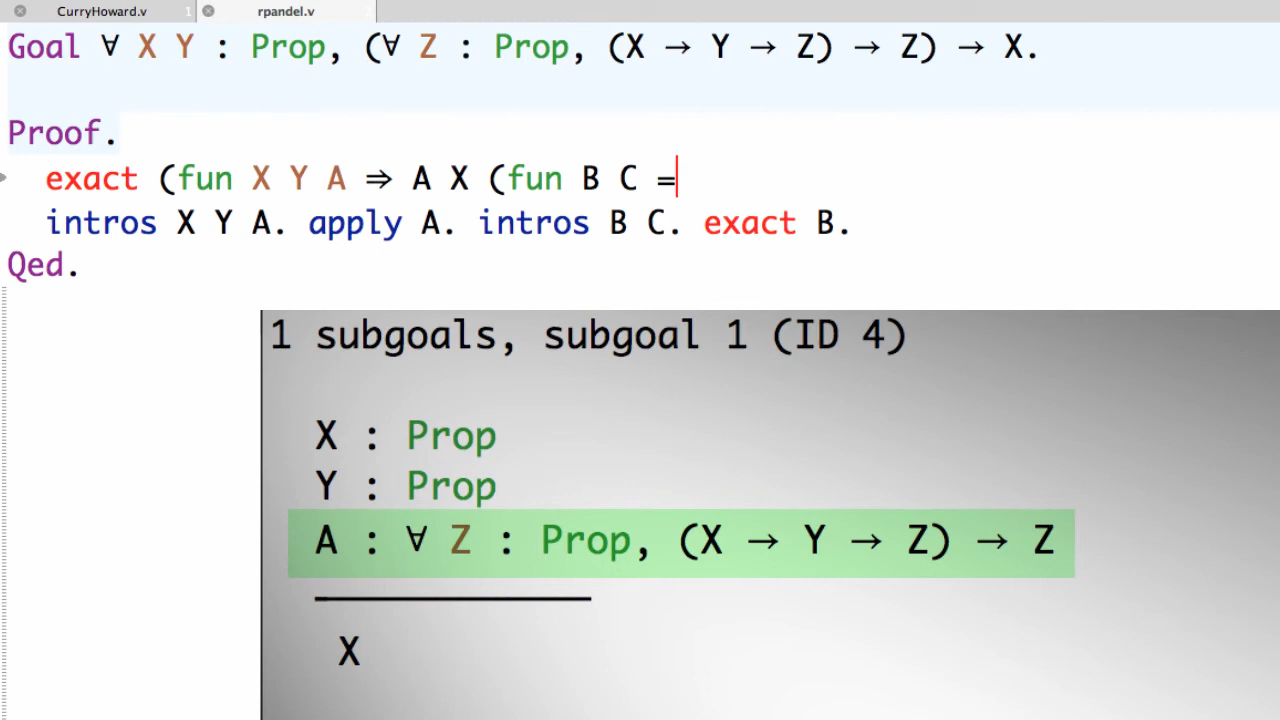 CurryHoward.v 1 rpandel.v
Goal ∀ X Y : Prop, (∀ Z : Prop, (X → Y → Z) → Z) → X.
Proof.
exact (fun X Y A ⇒ A X (fun B C =
intros X Y A. apply A. intros B C. exact B.
Qed.
1 subgoals, subgoal 1 (ID 4)
X : Prop
Y : Prop
A : ∀ Z : Prop, (X → Y → Z) → Z
X